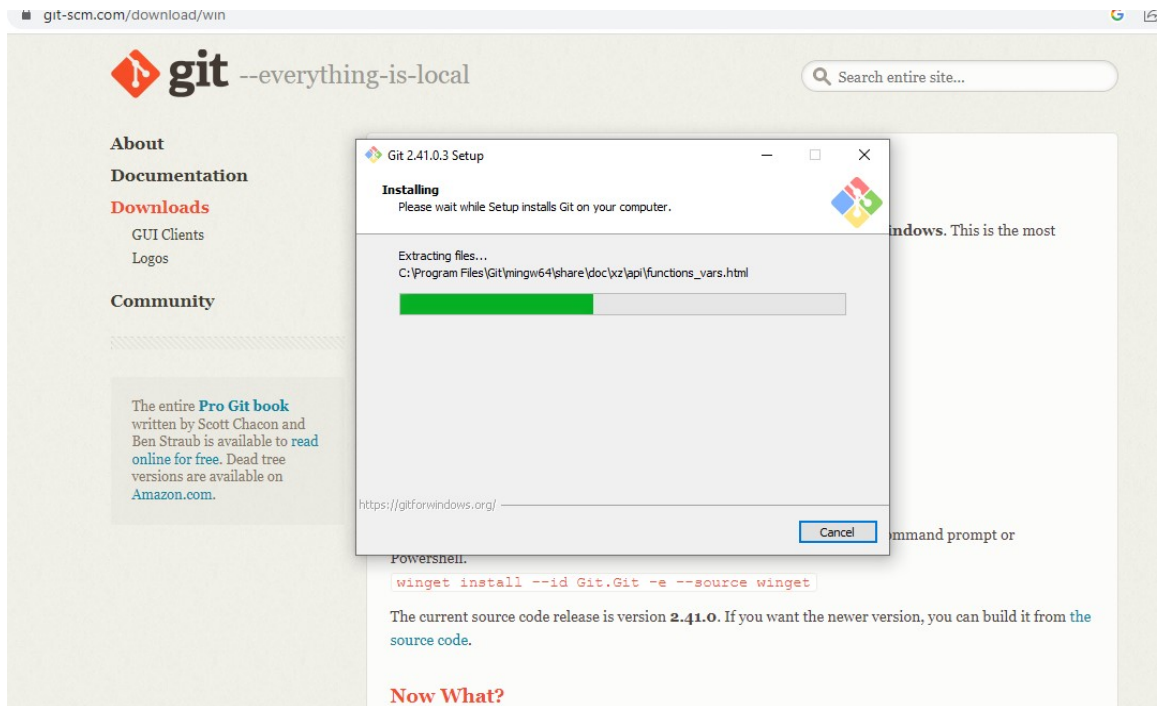 git-scm.com/download/win
git --everything-is-local
Search entire site...
About
Documentation
Downloads
GUI Clients
Logos
Community
The entire Pro Git book
written by Scott Chacon and
Ben Straub is available to read
online for free. Dead tree
versions are available on
Amazon.com.
Git 2.41.0.3 Setup
Installing
Please wait while Setup installs Git on your computer.
Extracting files...
C:\Program Files\Git\mingw64\share\doc\xz\api\functions_vars.html
https://gitforwindows.org/
Cancel
indows. This is the most
ommand prompt or
Powershell.
winget install --id Git.Git -e --source winget
The current source code release is version 2.41.0. If you want the newer version, you can build it from the
source code.
Now What?